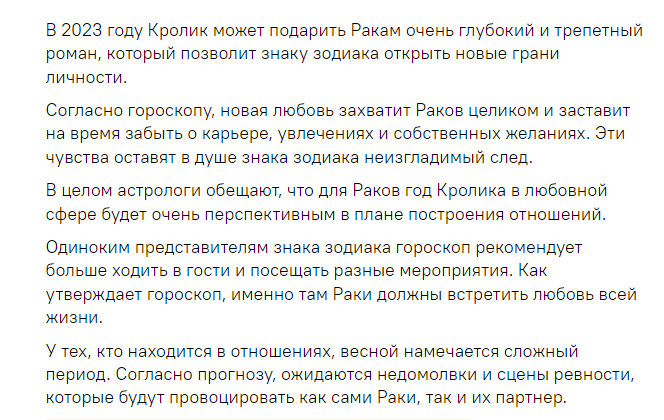 В 2023 году Кролик может подарить Ракам очень глубокий и трепетный
роман, который позволит знаку зодиака открыть новые грани
личности.
Согласно гороскопу, новая любовь захватит Раков целиком и заставит
на время забыть о карьере, увлечениях и собственных желаниях. Эти
чувства оставят в душе знака зодиака неизгладимый след.
В целом астрологи обещают, что для Раков год Кролика в любовной
сфере будет очень перспективным в плане построения отношений.
Одиноким представителям знака зодиака гороскоп рекомендует
больше ходить в гости и посещать разные мероприятия. Как
утверждает гороскоп, именно там Раки должны встретить любовь всей
жизни.
У тех, кто находится в отношениях, весной намечается сложный
период. Согласно прогнозу, ожидаются недомолвки и сцены ревности,
которые будут провоцировать как сами Раки, так и их партнер.